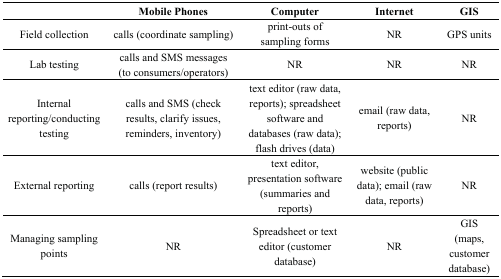 Mobile Phones Computer Internet GIS
Field collection calls (coordinate sampling) print-outs of sampling forms NR GPS units
Lab testing calls and SMS messages (to consumers/operators) NR NR NR
Internal reporting/conducting testing calls and SMS (check results, clarify issues, reminders, inventory) text editor (raw data, reports); spreadsheet software and databases (raw data); flash drives (data) email (raw data, reports) NR
External reporting calls (report results) text editor, presentation software (summaries and reports) website (public data); email (raw data, reports) NR
Managing sampling points NR Spreadsheet or text editor (customer database) NR GIS (maps, customer database)